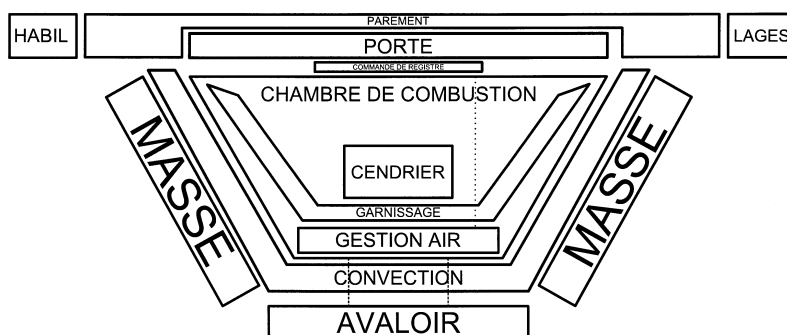 PAREMENT
HABIL
LAGES
PORTE
COMMANDE DE REGISTRE
CHAMBRE DE COMBUSTION
MASSE
MASSE
CENDRIER
GARNISSAGE
GESTION AIR
CONVECTION
AVALOIR